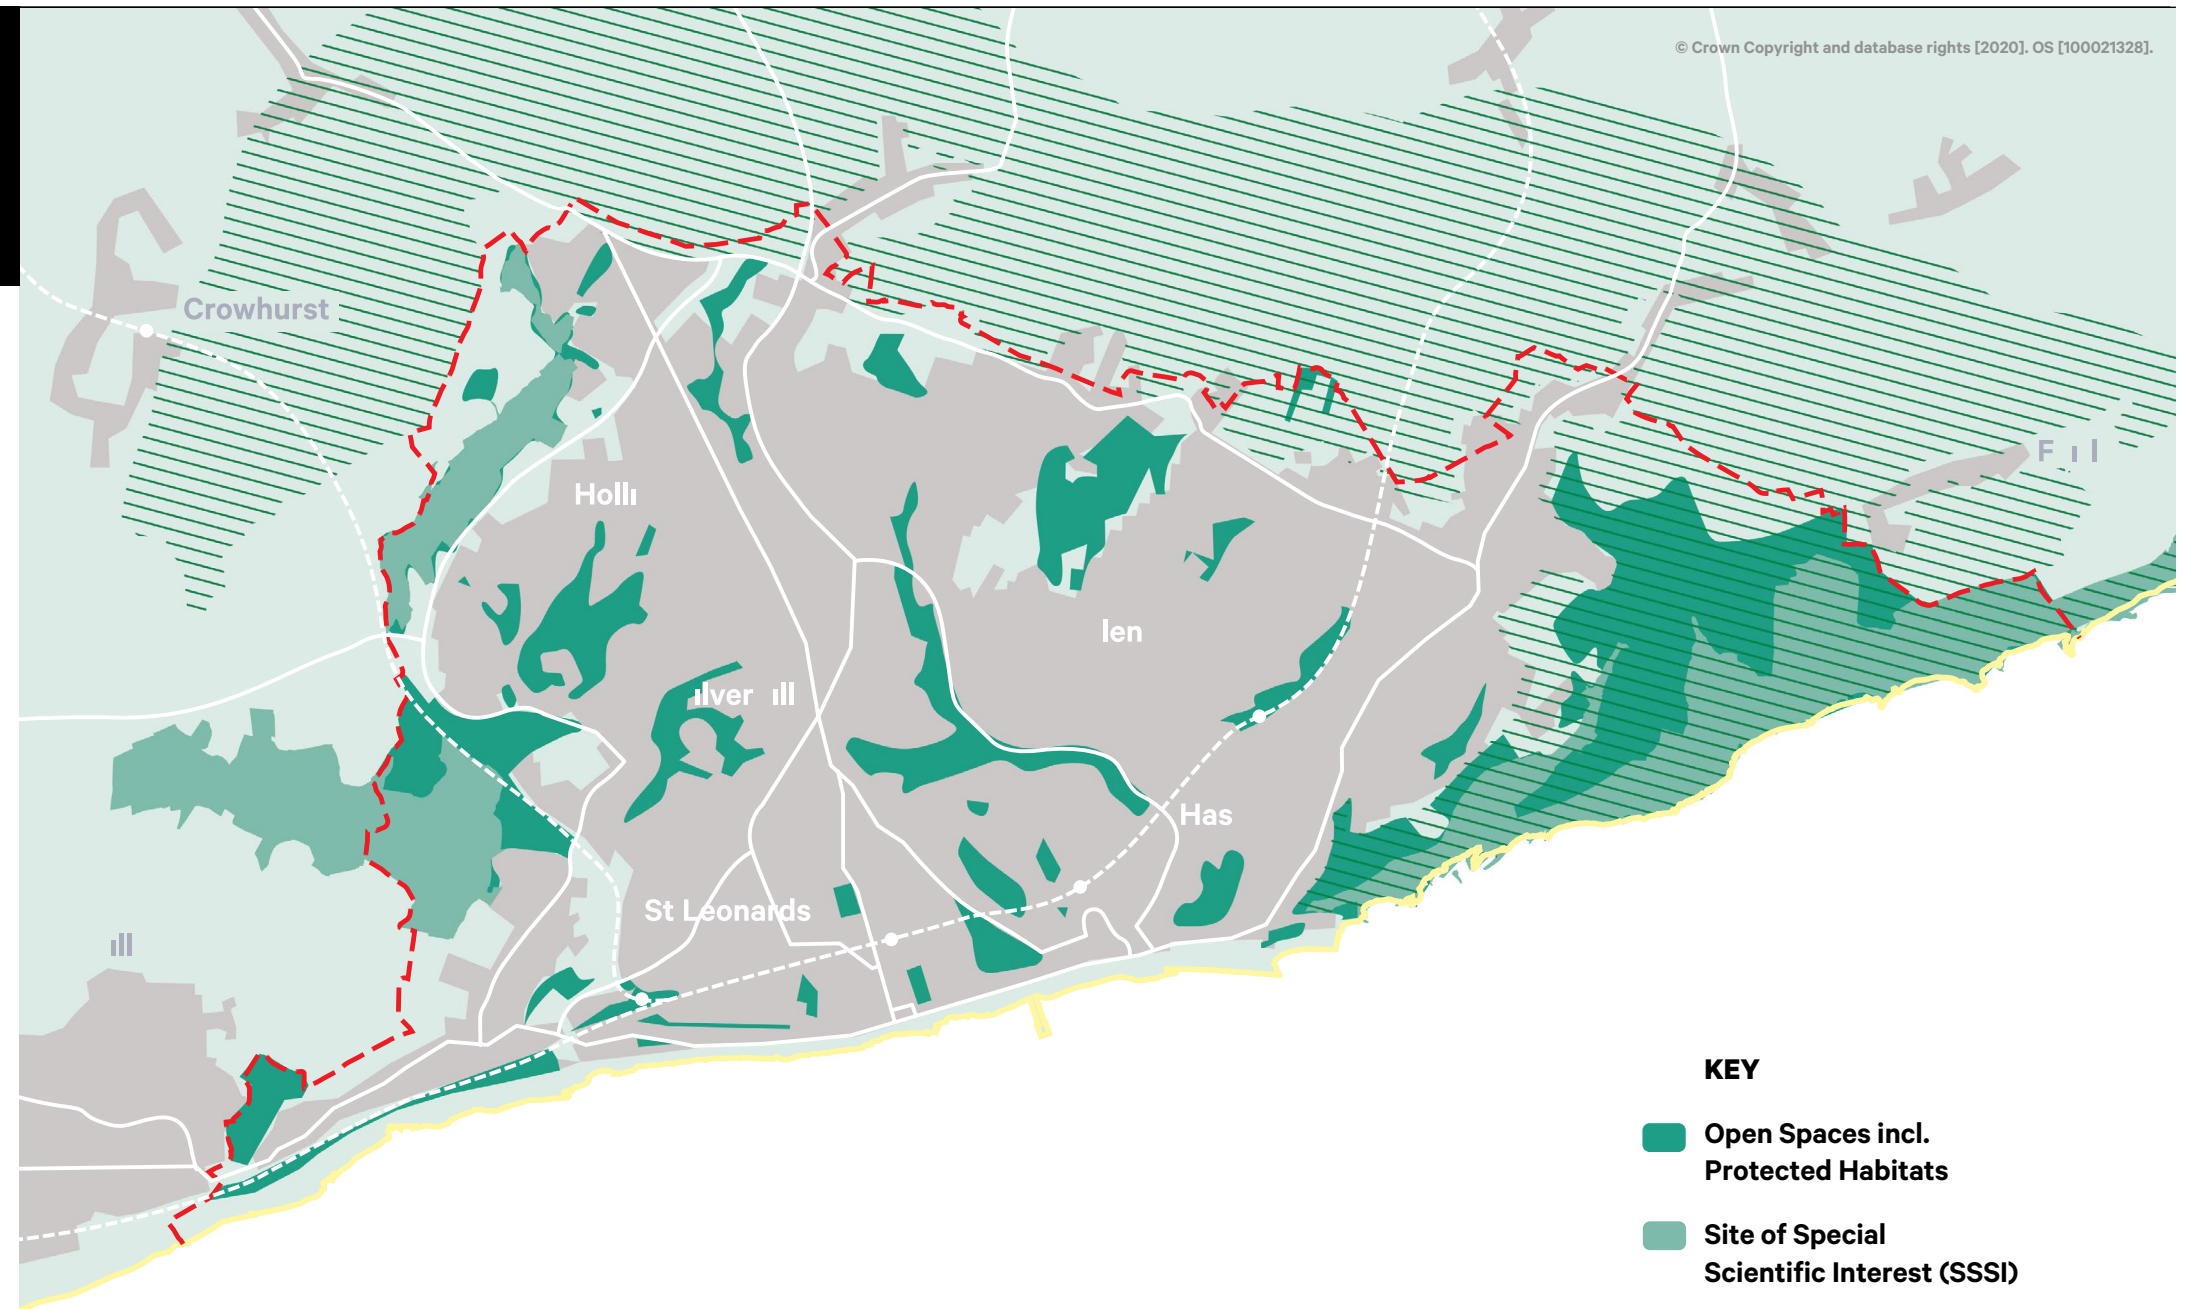 © Crown Copyright and database rights [2020]. OS [100021328].
Crowhurst
St Leonards
Has
KEY
Open Spaces incl.
Protected Habitats
Site of Special
Scientific Interest (SSSI)